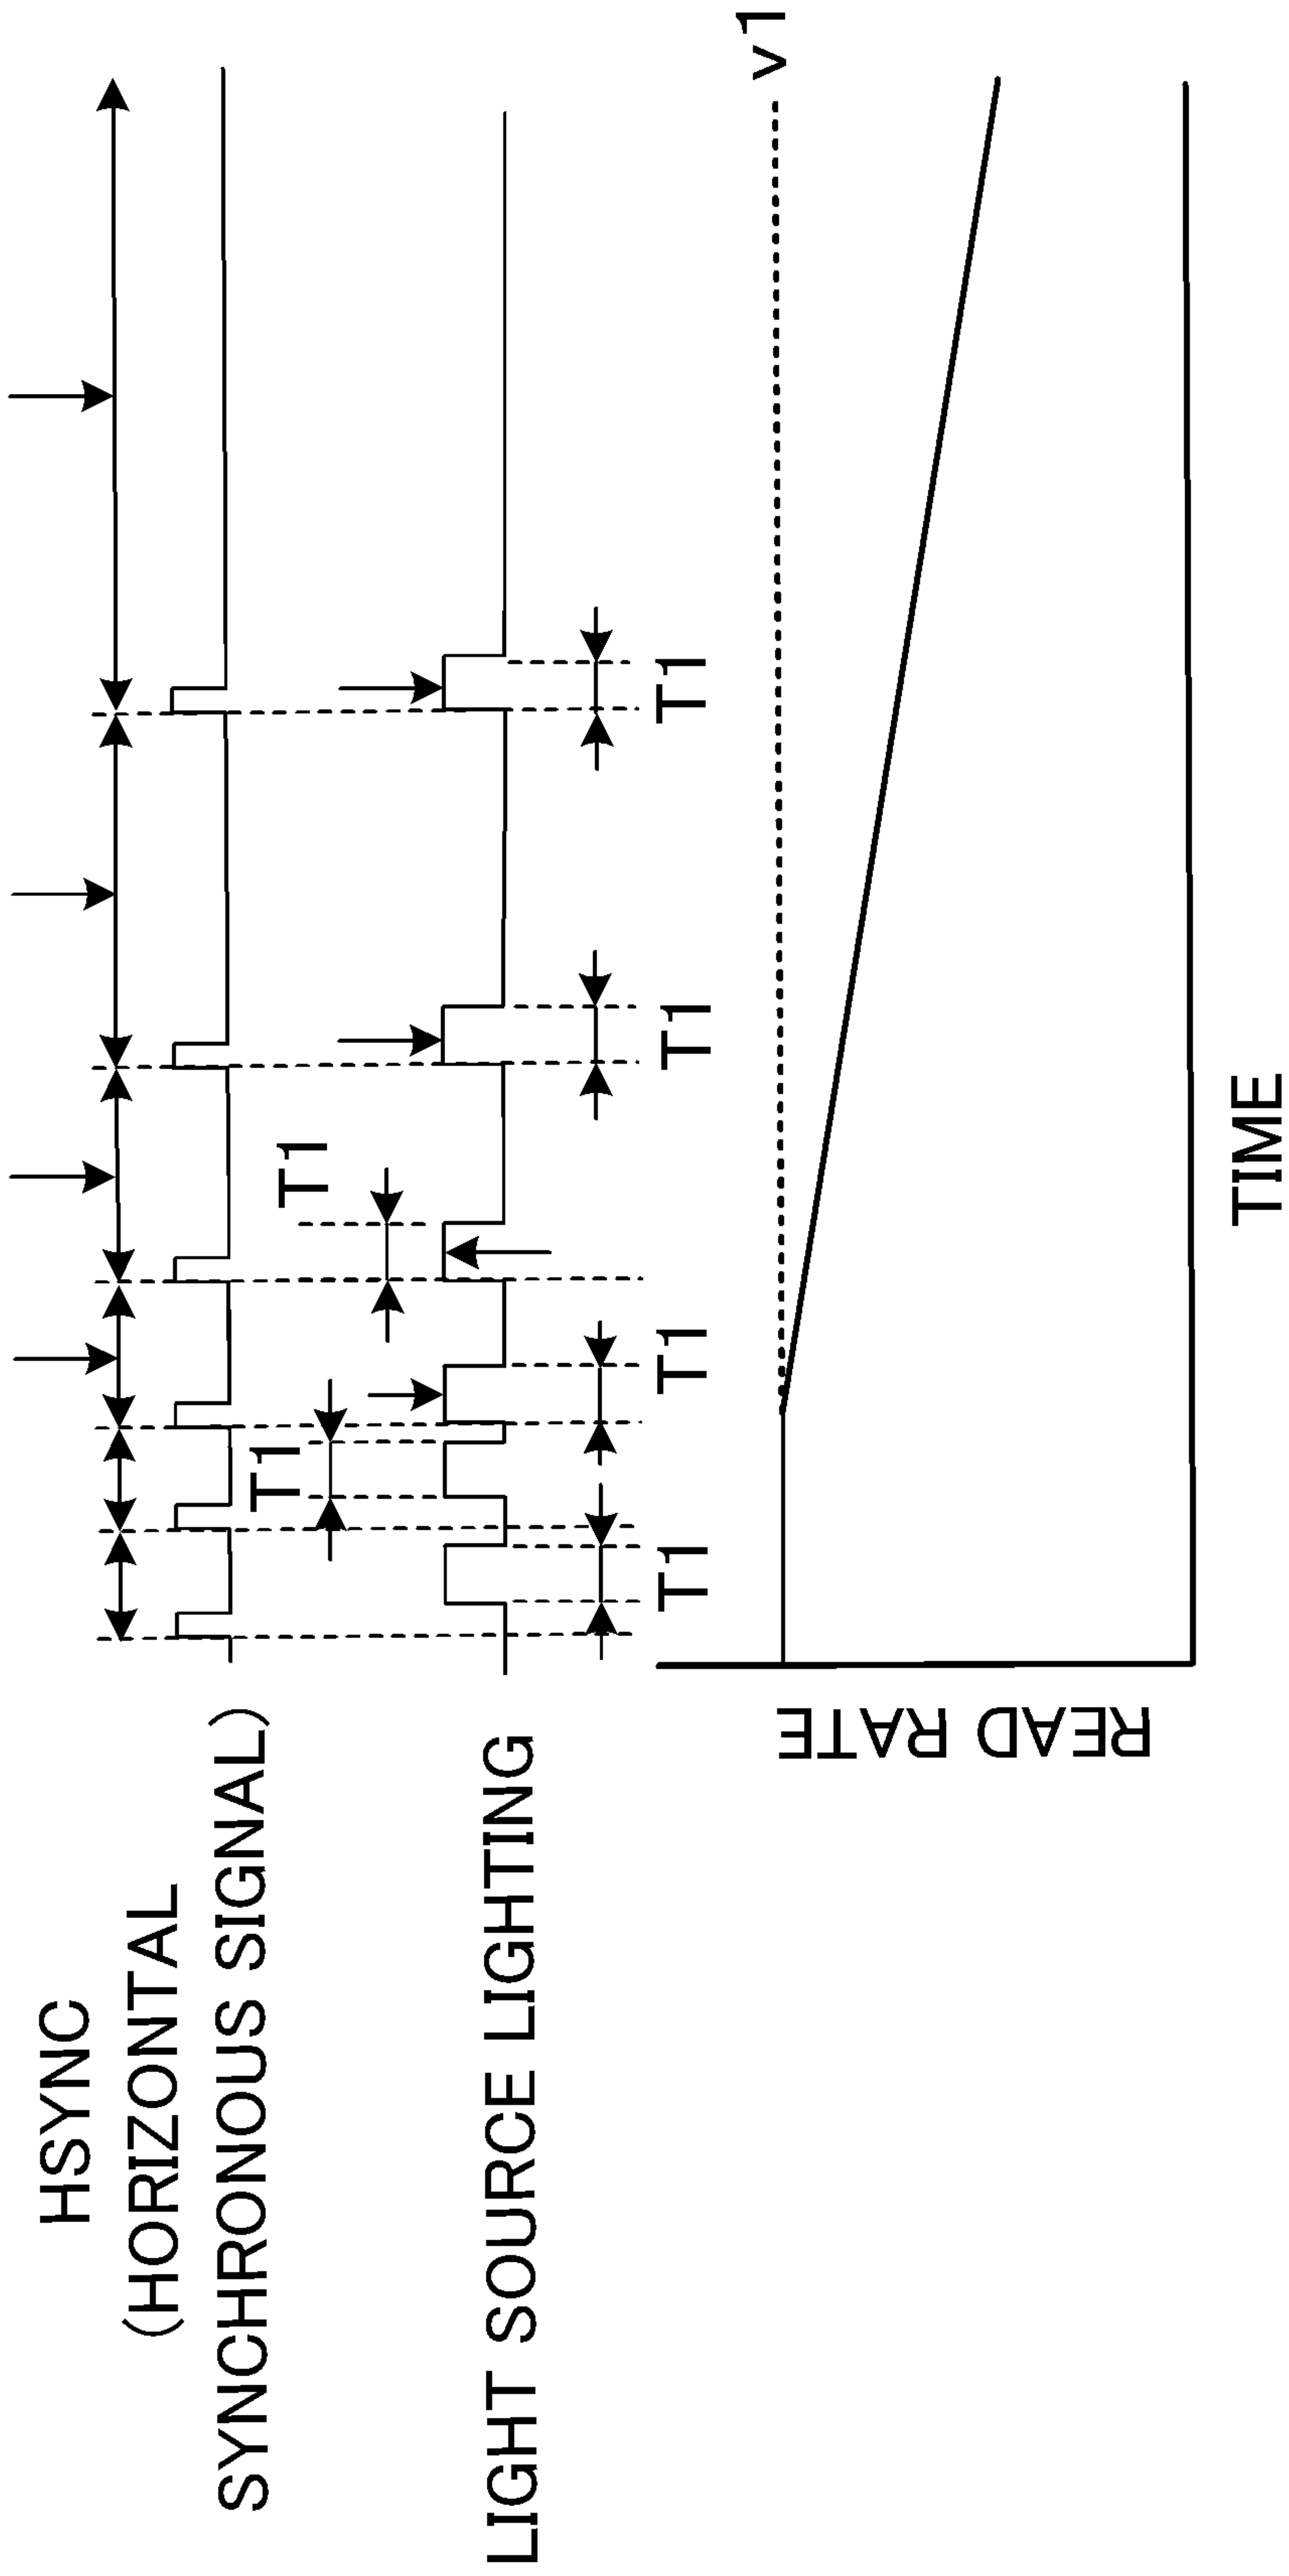 HSYNC
(HORIZONTAL
SYNCHRONOUS SIGNAL)
T1
T1
LIGHT SOURCE LIGHTING
T1
T1
T1
T1
v1
READ RATE
TIME